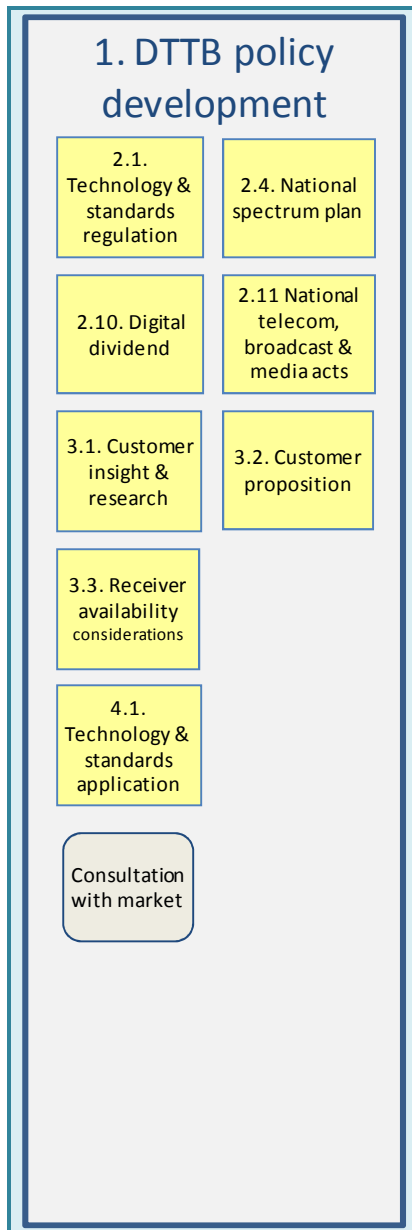 1. DTTB policy
development
2.1.
Technology &
standards
regulation
2.4. National
spectrum plan
2.10. Digital
dividend
2.11 National
telecom,
broadcast &
media acts
3.1. Customer
insight &
research
3.2. Customer
proposition
3.3. Receiver
availability
considerations
4.1.
Technology &
standards
application
Consultation
with market